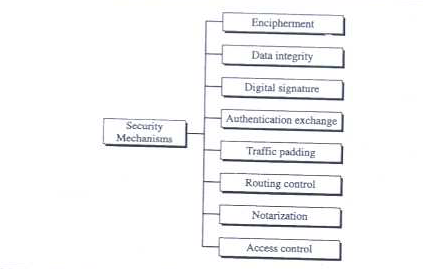 Encipherment
Data integrity
Digital signature
Authentication exchange
Security
Mechanisms
Traffic padding
Routing control
Notarization
Access control